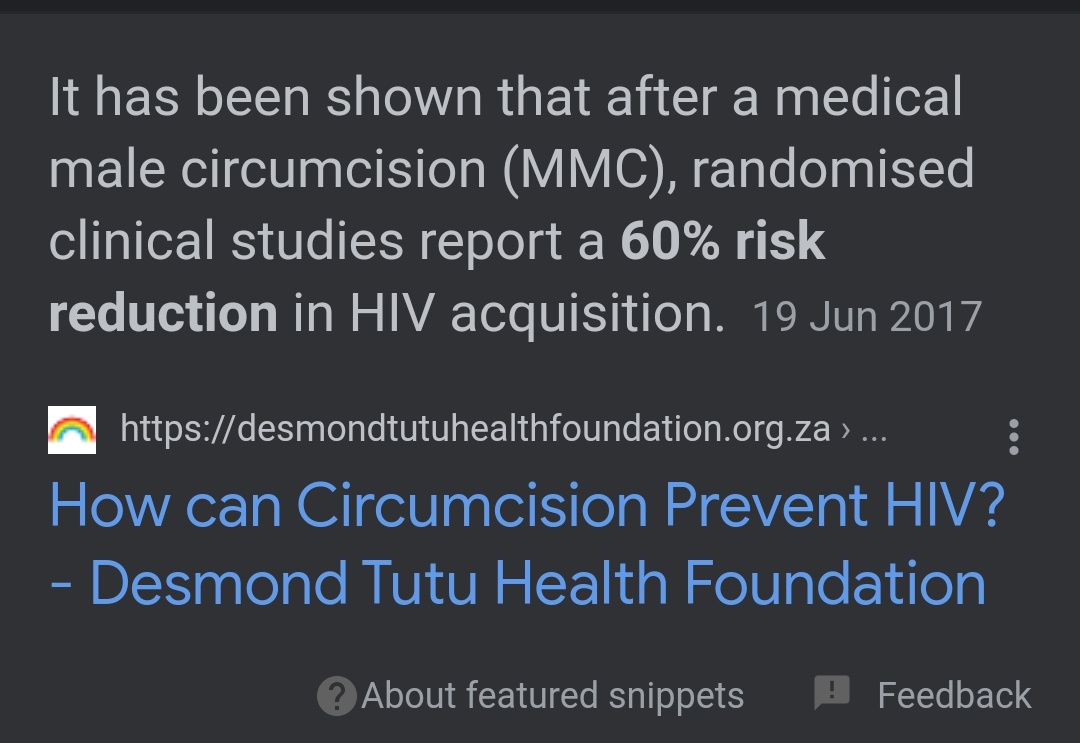 It has been shown that after a medical
male circumcision (MMC), randomised
clinical studies report a 60% risk
reduction in HIV acquisition. 19 Jun 2017
https://desmondtutuhealthfoundation.org.za › ...
How can Circumcision Prevent HIV?
- Desmond Tutu Health Foundation
About featured snippets Feedback